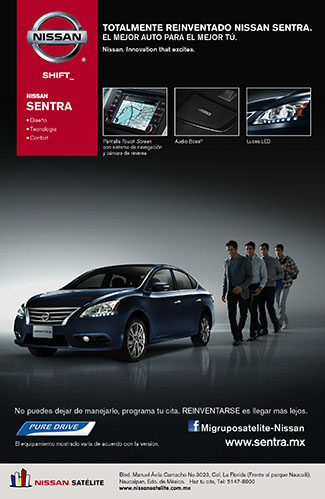 NISSAN
SHIFT_
NISSAN
SENTRA
• Diseño
• Tecnología
• Confort
TOTALMENTE REINVENTADO NISSAN SENTRA.
EL MEJOR AUTO PARA EL MEJOR TÚ.
Nissan. Innovation that excites.
Pantalla Touch Screen
con sistema de navegación
y cámara de reversa
Audio Bose®
Luces LED
SENTRA
No puedes dejar de manejarlo, programa tu cita. REINVENTARSE es llegar más lejos.
PURE DRIVE
El equipamiento mostrado varía de acuerdo con la versión.
f Migruposatelite-Nissan
www.sentra.mx
NISSAN SATÉLITE
Blvd. Manuel Ávila Camacho No.3023, Col. La Florida (Frente al parque Naucalli),
Naucalpan, Edo. de México. Haz tu cita, Tel: 5147-8800
www.nissansatelite.com.mx